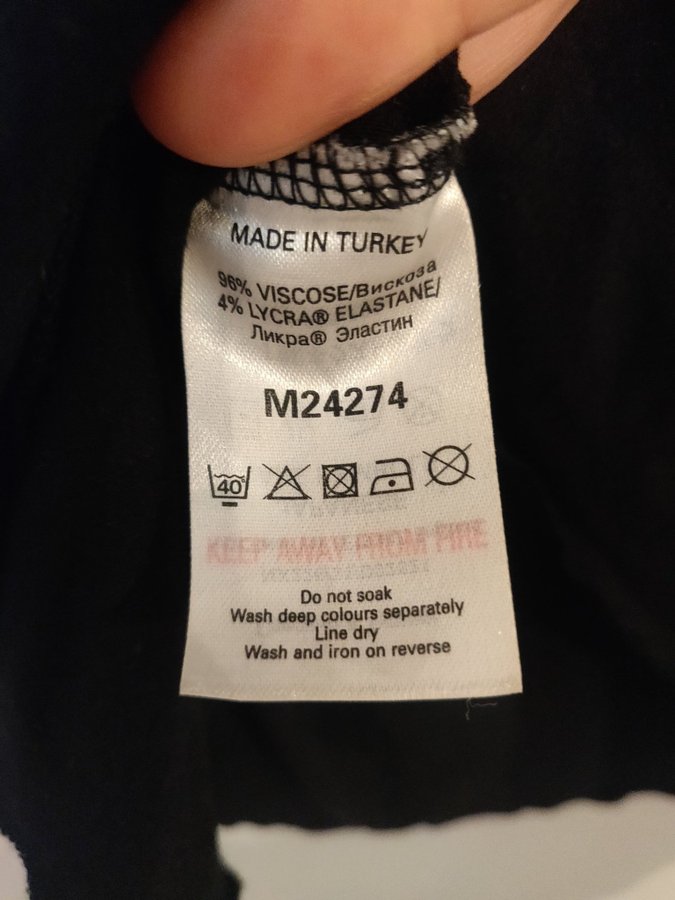 MADE IN TURKEY
96% VISCOSE/Вискоза
4% LYCRA® ELASTANE/
Ликра® Эластин
M24274
40
KEEP AWAY FROM FIRE
Do not soak
Wash deep colours separately
Line dry
Wash and iron on reverse